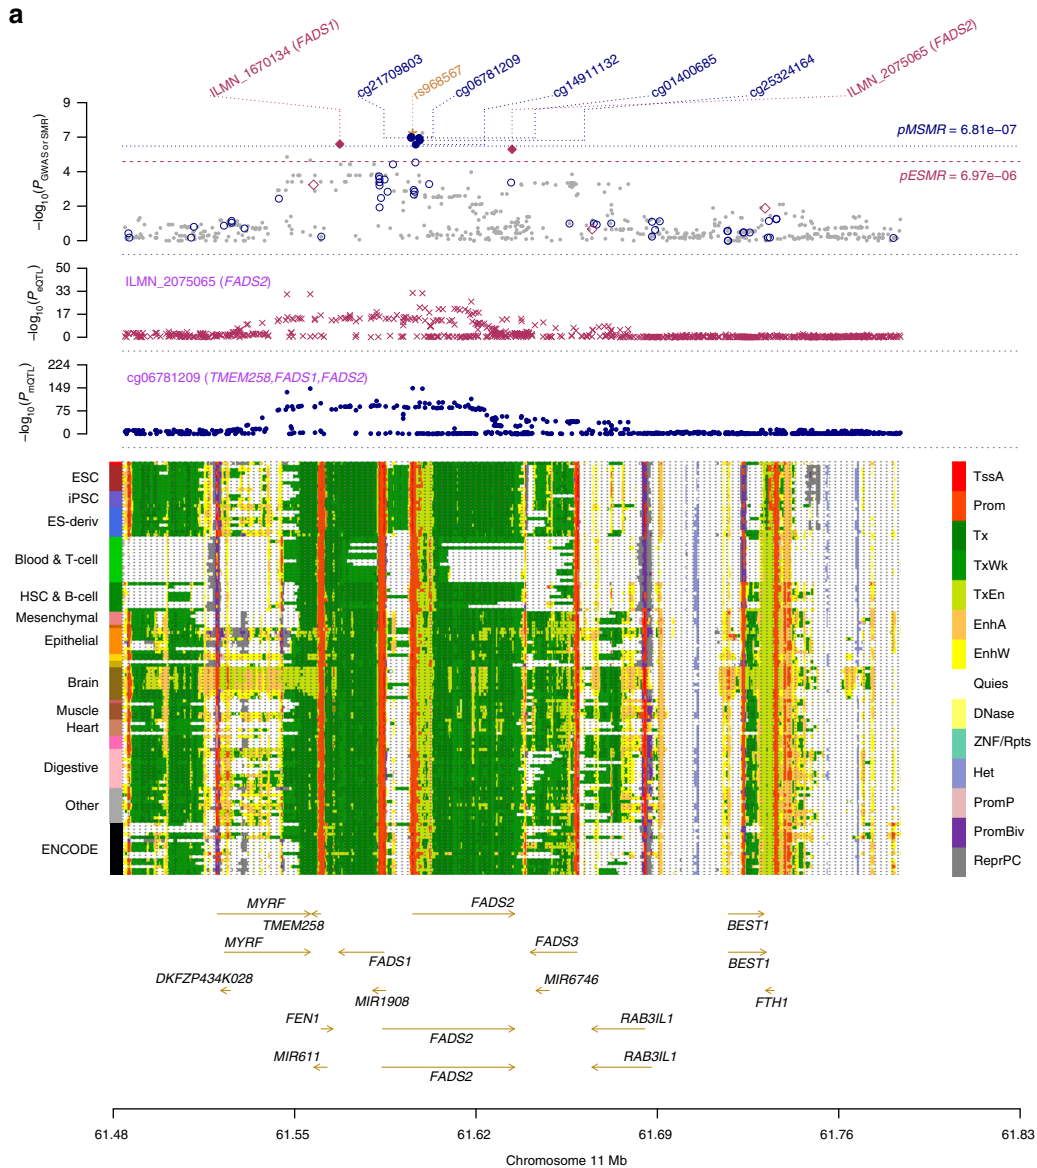 a
ILMN_1670134 (FADS1)
cg21709803
rs968567
cg06781209
cg14911132
cg01400685
cg25324164
ILMN_2075065 (FADS2)
−log10(PGWAS or SMR)
9
7
4
2
0
pMSMR = 6.81e−07
pESMR = 6.97e−06
−log10(PeQTL)
50
33
17
0
ILMN_2075065 (FADS2)
−log10(PmQTL)
224
149
75
0
cg06781209 (TMEM258,FADS1,FADS2)
ESC
iPSC
ES-deriv
Blood & T-cell
HSC & B-cell
Mesenchymal
Epithelial
Brain
Muscle
Heart
Digestive
Other
ENCODE
TssA
Prom
Tx
TxWk
TxEn
EnhA
EnhW
Quies
DNase
ZNF/Rpts
Het
PromP
PromBiv
ReprPC
MYRF
FADS2
TMEM258
BEST1
MYRF
FADS1
FADS3
BEST1
DKFZP434K028
MIR1908
MIR6746
FTH1
FEN1
FADS2
RAB3IL1
MIR611
FADS2
RAB3IL1
61.48 61.55 61.62 61.69 61.76 61.83
Chromosome 11 Mb